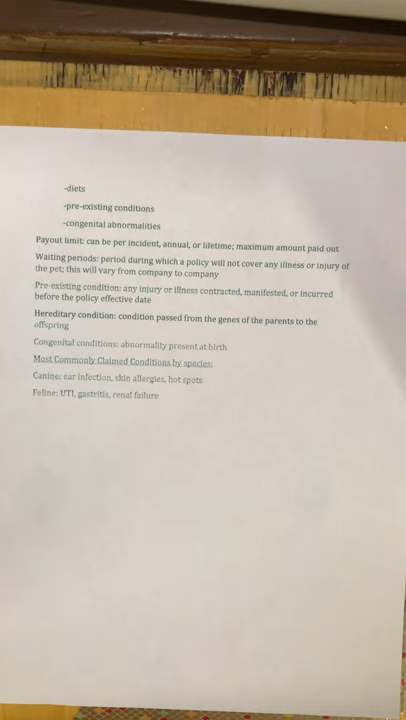 -diets
-pre-existing conditions
-congenital abnormalities
Payout limit: can be per incident, annual, or lifetime; maximum amount paid out
Waiting periods: period during which a policy will not cover any illness or injury of
the pet; this will vary from company to company
Pre-existing condition: any injury or illness contracted, manifested, or incurred
before the policy effective date
Hereditary condition: condition passed from the genes of the parents to the
offspring
Congenital conditions: abnormality present at birth
Most Commonly Claimed Conditions by species:
Canine: ear infection, skin allergies, hot spots
Feline: UTI, gastritis, renal failure